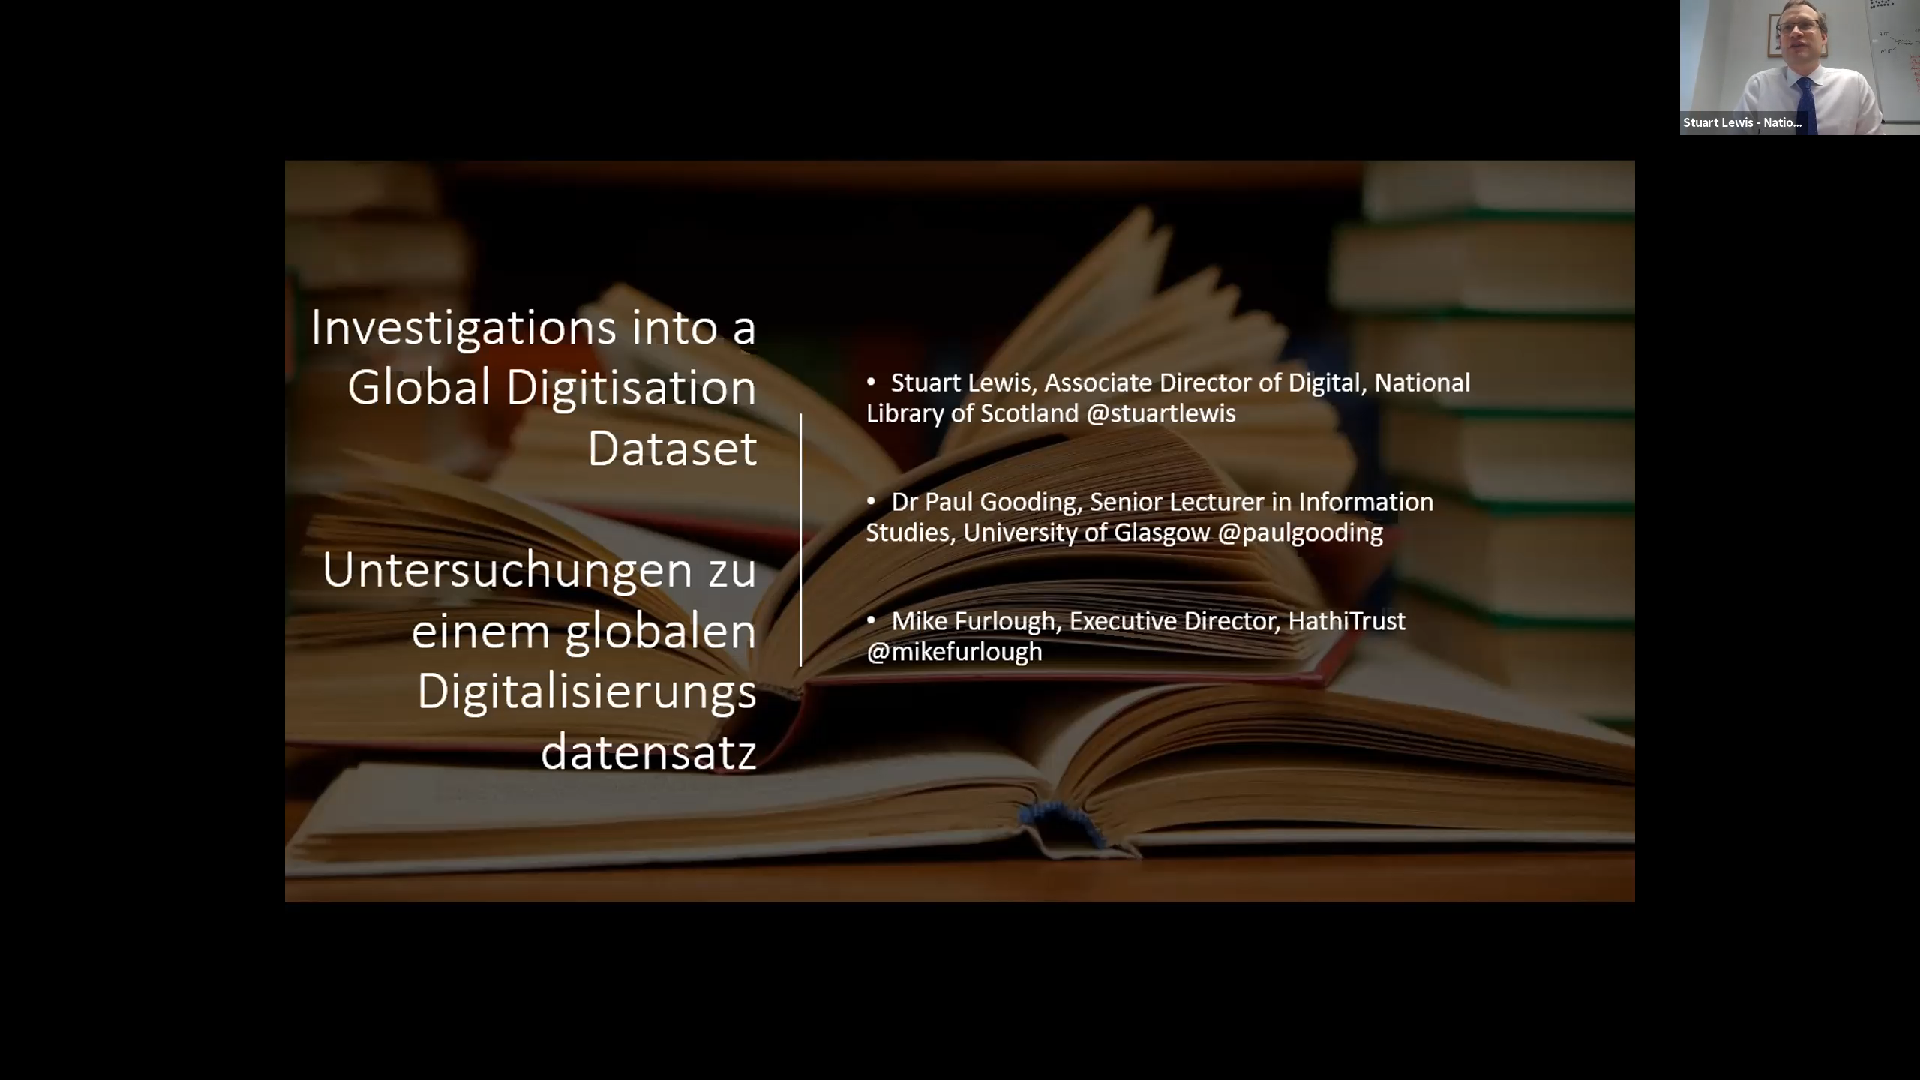 Stuart Lewis - Natio...
Investigations into a
Global Digitisation
Dataset
Untersuchungen zu
einem globalen
Digitalisierungs
datensatz
• Stuart Lewis, Associate Director of Digital, National
Library of Scotland @stuartlewis
• Dr Paul Gooding, Senior Lecturer in Information
Studies, University of Glasgow @paulgooding
• Mike Furlough, Executive Director, HathiTrust
@mikefurlough